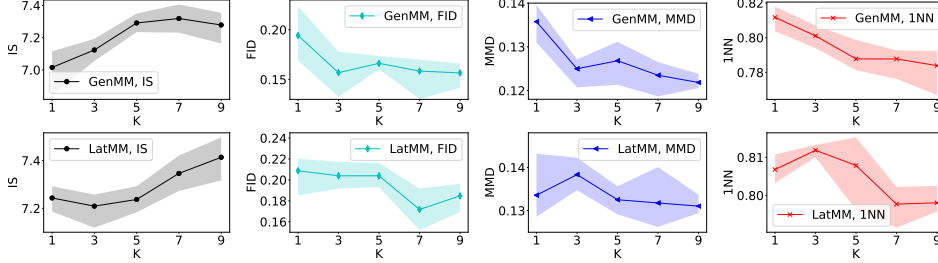 7.4
7.2
7.0
IS
GenMM, IS
1 3 5 7 9
K
0.20
0.15
FID
GenMM, FID
1 3 5 7 9
K
0.14
0.13
0.12
MMD
GenMM, MMD
1 3 5 7 9
K
0.82
0.80
0.78
1NN
GenMM, 1NN
1 3 5 7 9
K
7.4
7.2
IS
LatMM, IS
1 3 5 7 9
K
0.24
0.22
0.20
0.18
0.16
FID
LatMM, FID
1 3 5 7 9
K
0.14
0.13
MMD
LatMM, MMD
1 3 5 7 9
K
0.81
0.80
1NN
LatMM, 1NN
1 3 5 7 9
K